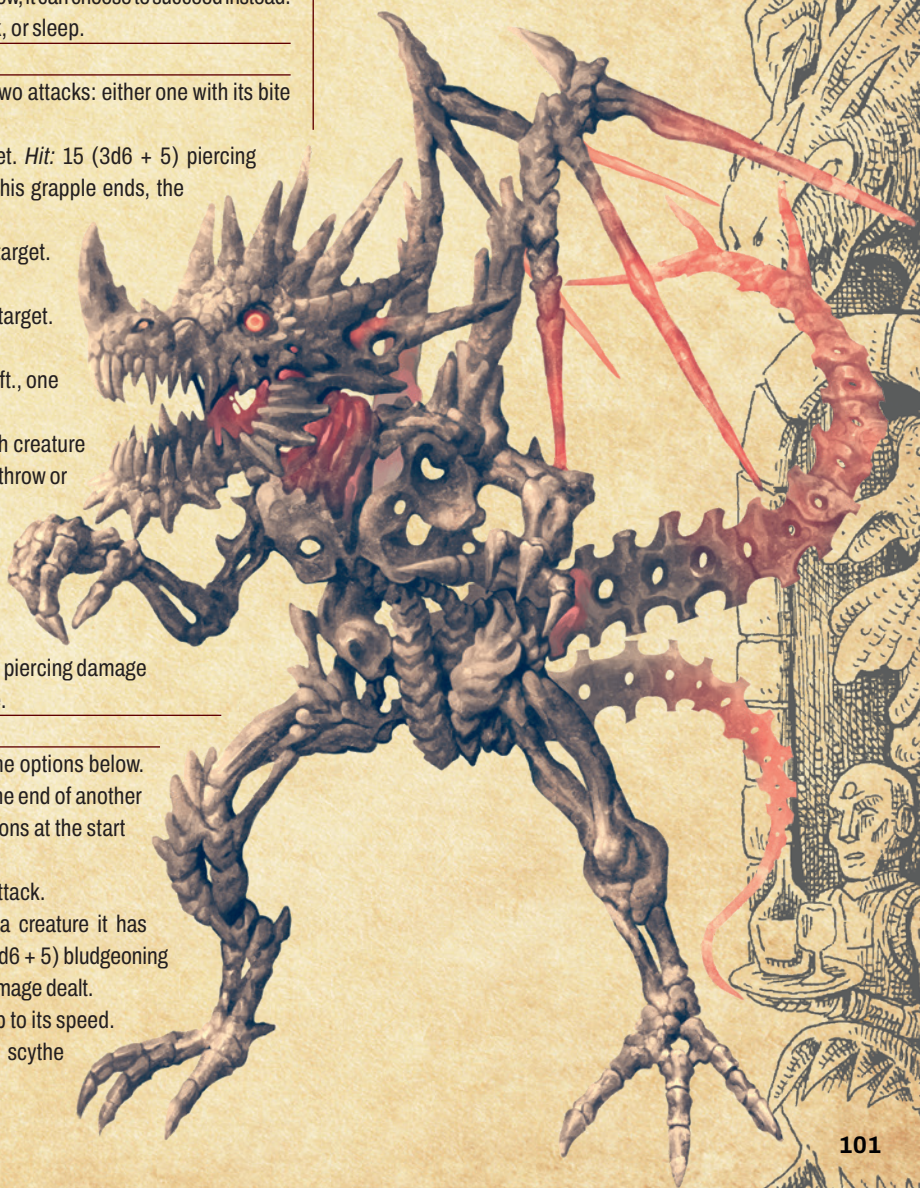 ow, it can choose to succeed instead.
, or sleep.
wo attacks: either one with its bite
et. Hit: 15 (3d6 + 5) piercing
his grapple ends, the
arget.
target.
ft., one
h creature
throw or
piercing damage
.
ne options below.
he end of another
ons at the start
ttack.
a creature it has
d6 + 5) bludgeoning
mage dealt.
p to its speed.
scythe
101